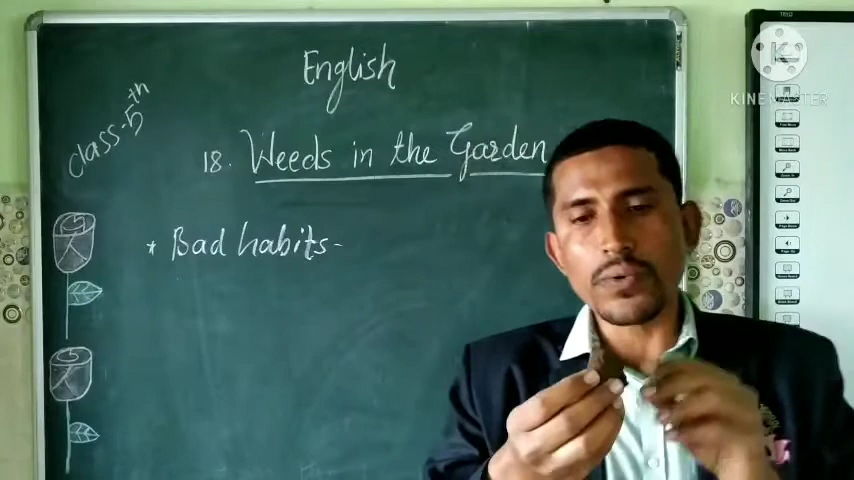 English
class-5th
18. Weeds in the Garden
* Bad habits-
KINEMASTER